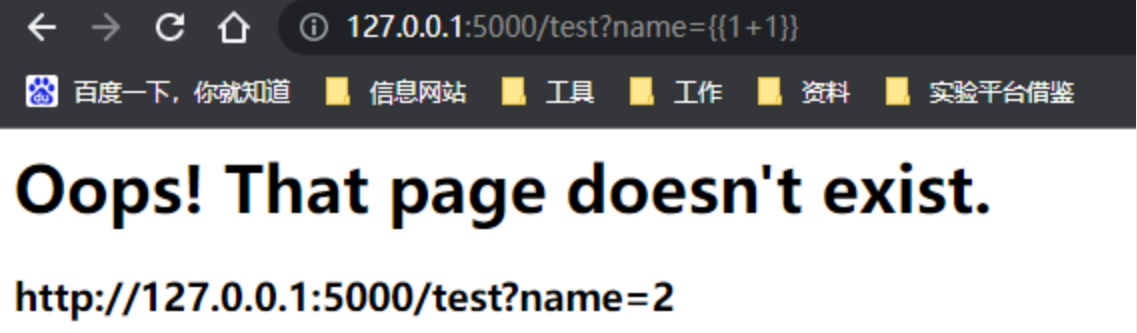 127.0.0.1:5000/test?name={{1+1}}
du 百度一下，你就知道 信息网站 工具 工作 资料 实验平台借鉴
Oops! That page doesn't exist.
http://127.0.0.1:5000/test?name=2